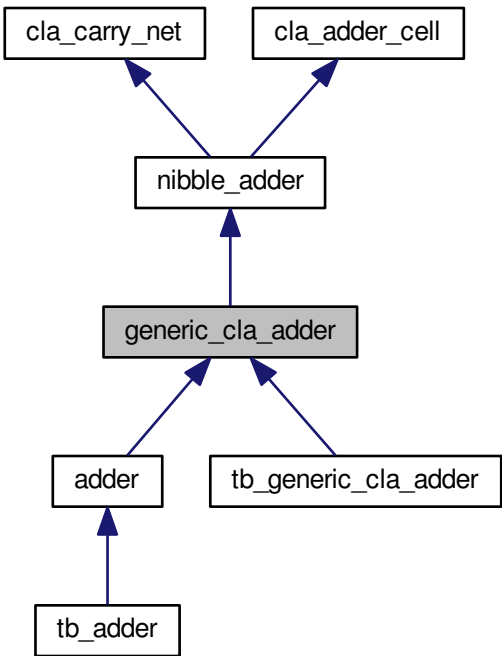 cla_carry_net
cla_adder_cell
nibble_adder
generic_cla_adder
adder
tb_generic_cla_adder
tb_adder